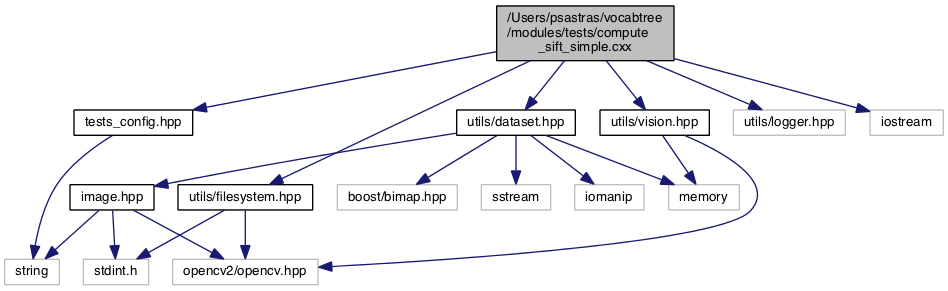 /Users/psastras/vocabtree
/modules/tests/compute
_sift_simple.cxx
tests_config.hpp
utils/dataset.hpp
utils/vision.hpp
utils/logger.hpp
iostream
image.hpp
utils/filesystem.hpp
boost/bimap.hpp
sstream
iomanip
memory
string
stdint.h
opencv2/opencv.hpp